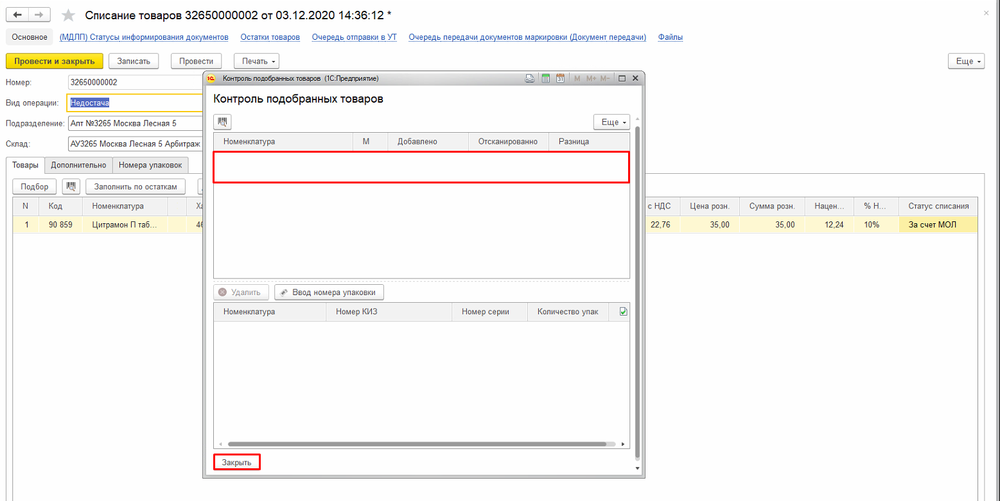 Списание товаров 32650000002 от 03.12.2020 14:36:12 *
Основное (МДЛП) Статусы информирования документов Остатки товаров Очередь отправки в УТ Очередь передачи документов маркировки (Документ передачи) Файлы
Провести и закрыть Записать Провести Печать Еще
Номер: 32650000002
Вид операции: Недостача
Подразделение: Апт №3265 Москва Лесная 5
Склад: АУ3265 Москва Лесная 5 Арбитраж
Товары Дополнительно Номера упаковок
Подбор Заполнить по остаткам
N Код Номенклатура Ха с НДС Цена розн. Сумма розн. Нацен... % Н... Статус списания
1 90 859 Цитрамон П таб... 46 22,76 35,00 35,00 12,24 10% За счет МОЛ
1С Контроль подобранных товаров (1С:Предприятие) 31 M M+ M-
Контроль подобранных товаров
Еще
Номенклатура М Добавлено Отсканированно Разница
Удалить Ввод номера упаковки
Номенклатура Номер КИЗ Номер серии Количество упак
Закрыть